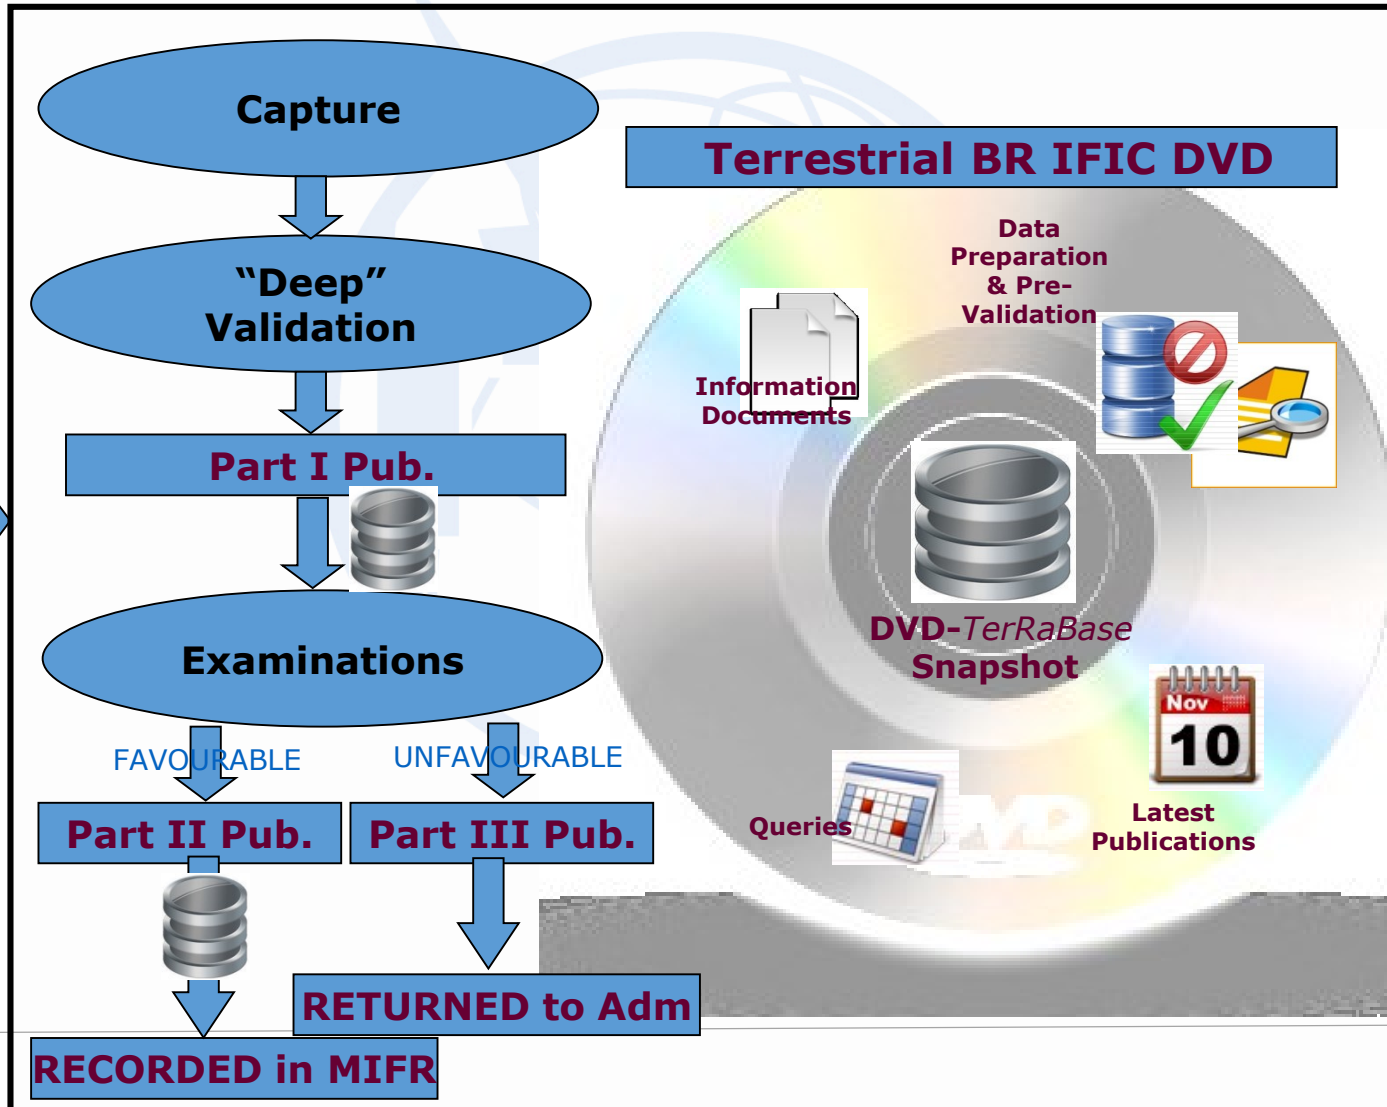 Capture
“Deep”
Validation
Part I Pub.
Examinations
FAVOURABLE
UNFAVOURABLE
Part II Pub.
Part III Pub.
RETURNED to Adm
RECORDED in MIFR
Terrestrial BR IFIC DVD
Data
Preparation
& Pre-
Validation
Information
Documents
DVD-TerRaBase
Snapshot
Nov
10
Queries
Latest
Publications
DVD